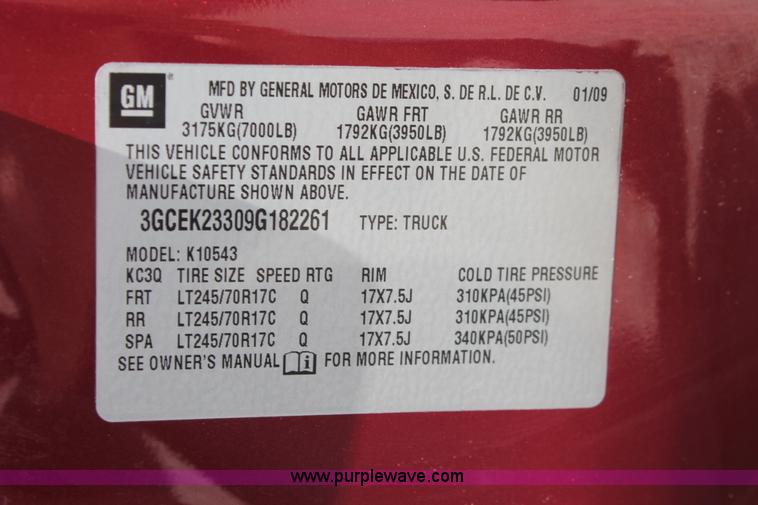 GM ® MFD BY GENERAL MOTORS DE MEXICO, S. DE R.L. DE C.V. 01/09
GVWR GAWR FRT GAWR RR
3175KG(7000LB) 1792KG(3950LB) 1792KG(3950LB)
THIS VEHICLE CONFORMS TO ALL APPLICABLE U.S. FEDERAL MOTOR
VEHICLE SAFETY STANDARDS IN EFFECT ON THE DATE OF
MANUFACTURE SHOWN ABOVE.
3GCEK23309G182261 TYPE: TRUCK
MODEL: K10543
KC3Q TIRE SIZE SPEED RTG RIM COLD TIRE PRESSURE
FRT LT245/70R17C Q 17X7.5J 310KPA(45PSI)
RR LT245/70R17C Q 17X7.5J 310KPA(45PSI)
SPA LT245/70R17C Q 17X7.5J 340KPA(50PSI)
SEE OWNER'S MANUAL i FOR MORE INFORMATION.
www.purplewave.com